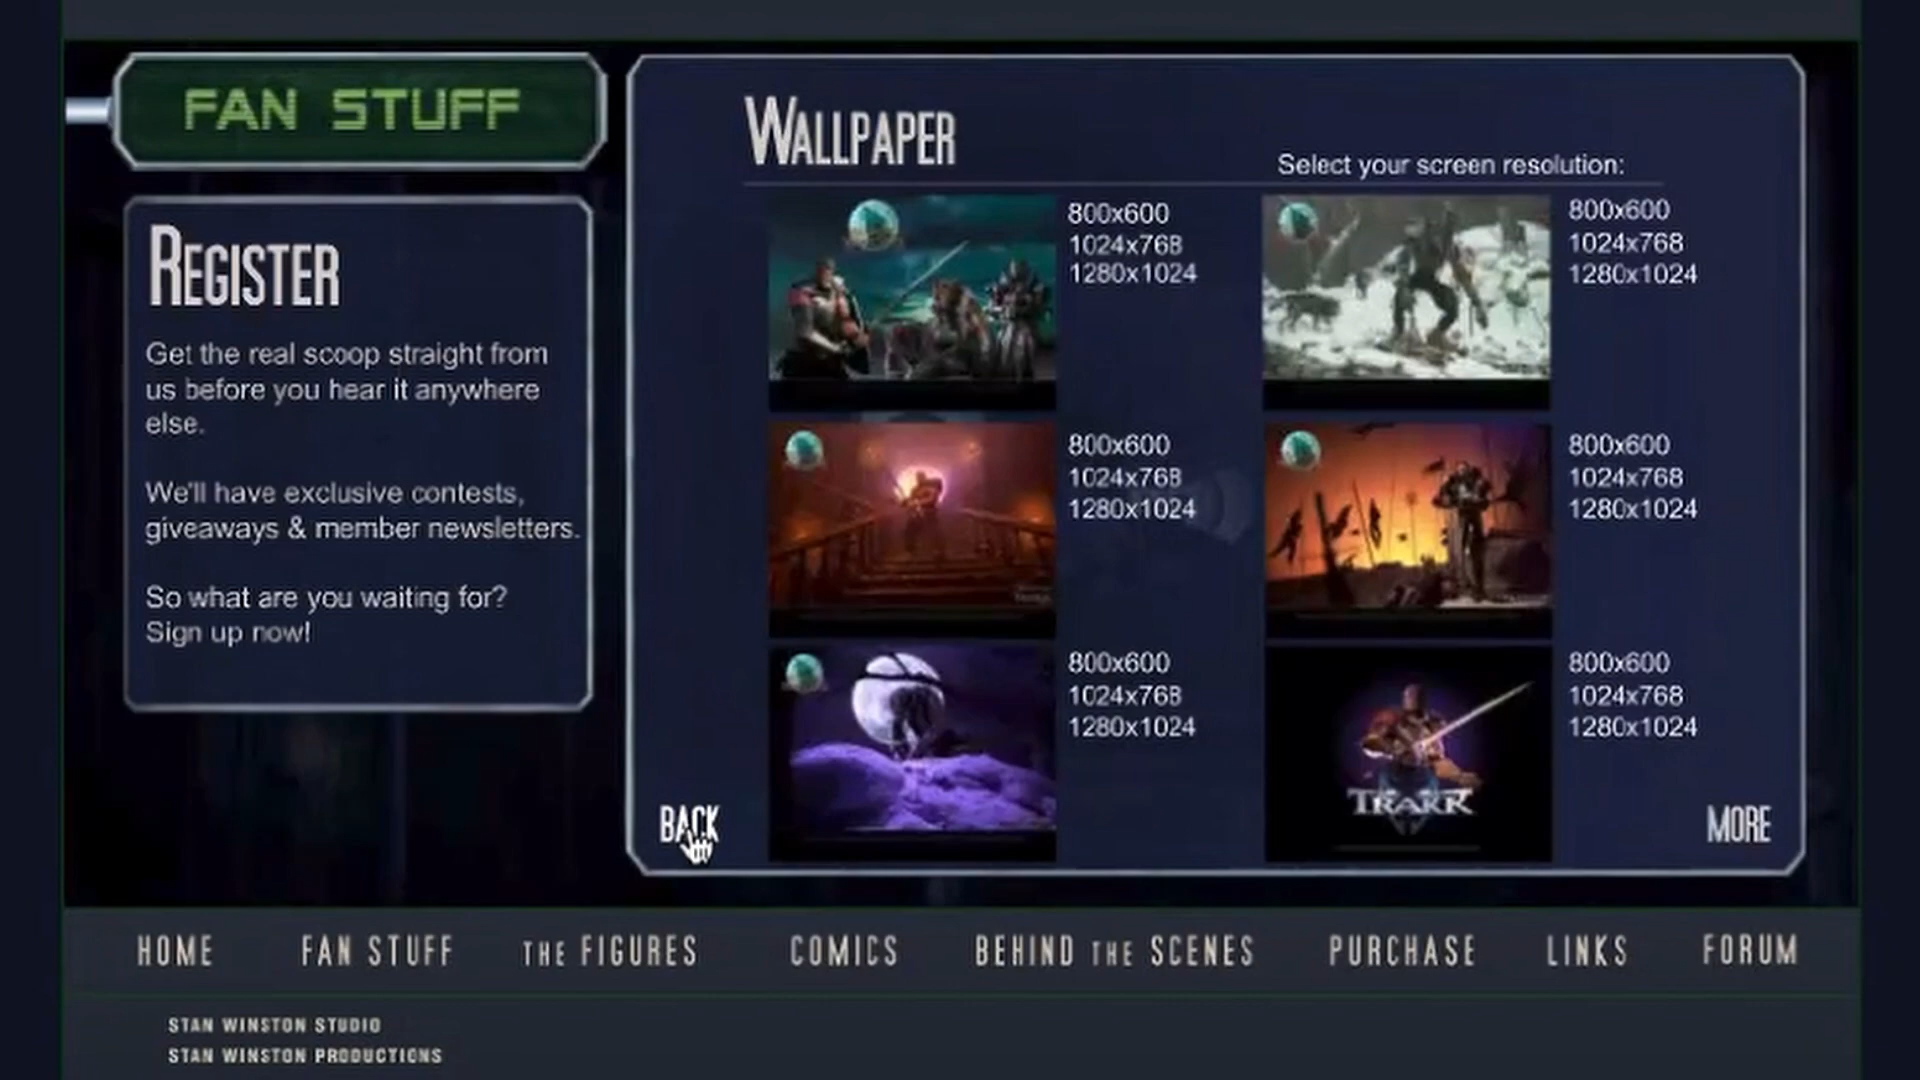 FAN STUFF
REGISTER
Get the real scoop straight from
us before you hear it anywhere
else.
We'll have exclusive contests,
giveaways & member newsletters.
So what are you waiting for?
Sign up now!
WALLPAPER
Select your screen resolution:
800x600
1024x768
1280x1024
800x600
1024x768
1280x1024
800x600
1024x768
1280x1024
800x600
1024x768
1280x1024
800x600
1024x768
1280x1024
TRAKK
800x600
1024x768
1280x1024
BACK
MORE
HOME FAN STUFF THE FIGURES COMICS BEHIND THE SCENES PURCHASE LINKS FORUM
STAN WINSTON STUDIO
STAN WINSTON PRODUCTIONS